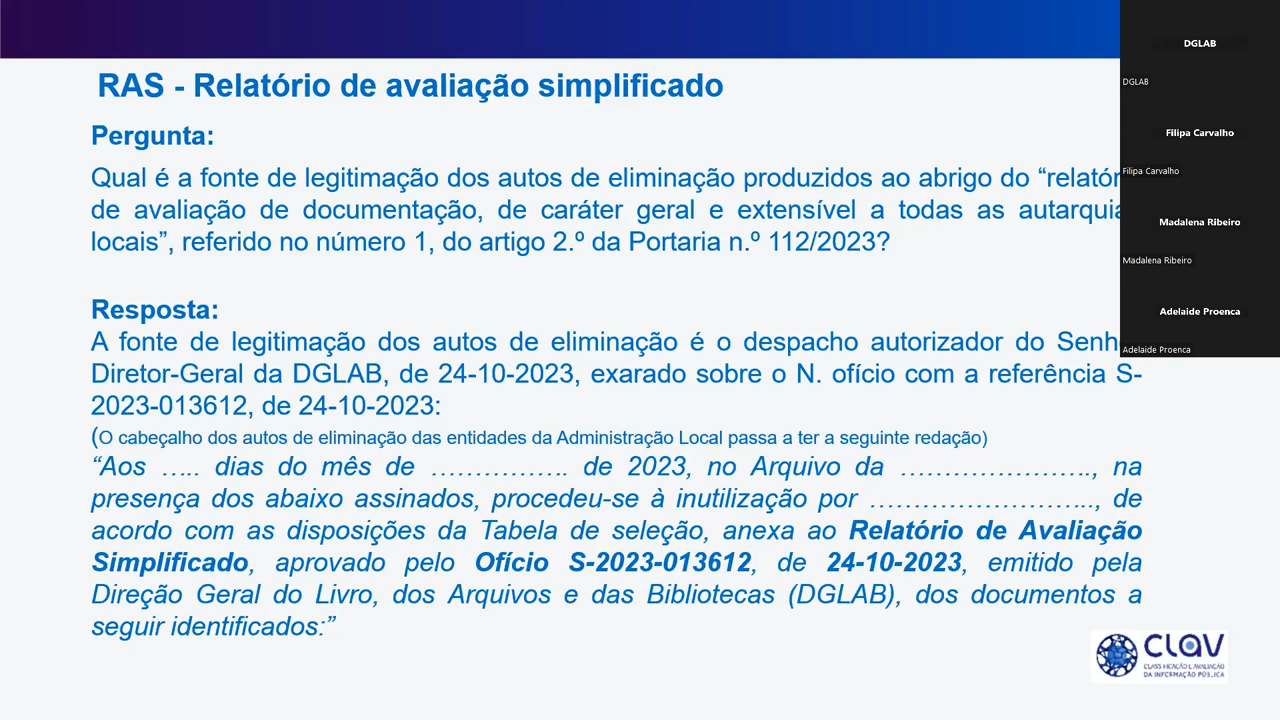 RAS - Relatório de avaliação simplificado
Pergunta:
Qual é a fonte de legitimação dos autos de eliminação produzidos ao abrigo do “relatór
de avaliação de documentação, de caráter geral e extensível a todas as autarquia
locais”, referido no número 1, do artigo 2.º da Portaria n.º 112/2023?
Resposta:
A fonte de legitimação dos autos de eliminação é o despacho autorizador do Senh
Diretor-Geral da DGLAB, de 24-10-2023, exarado sobre o N. ofício com a referência S-
2023-013612, de 24-10-2023:
(O cabeçalho dos autos de eliminação das entidades da Administração Local passa a ter a seguinte redação)
“Aos ….. dias do mês de …………….. de 2023, no Arquivo da …………………., na
presença dos abaixo assinados, procedeu-se à inutilização por …………………….., de
acordo com as disposições da Tabela de seleção, anexa ao Relatório de Avaliação
Simplificado, aprovado pelo Ofício S-2023-013612, de 24-10-2023, emitido pela
Direção Geral do Livro, dos Arquivos e das Bibliotecas (DGLAB), dos documentos a
seguir identificados:”
DGLAB
DGLAB
Filipa Carvalho
Filipa Carvalho
Madalena Ribeiro
Madalena Ribeiro
Adelaide Proenca
Adelaide Proenca
CLAV
CLASSIFICAÇÃO E AVALIAÇÃO
DA INFORMAÇÃO PÚBLICA